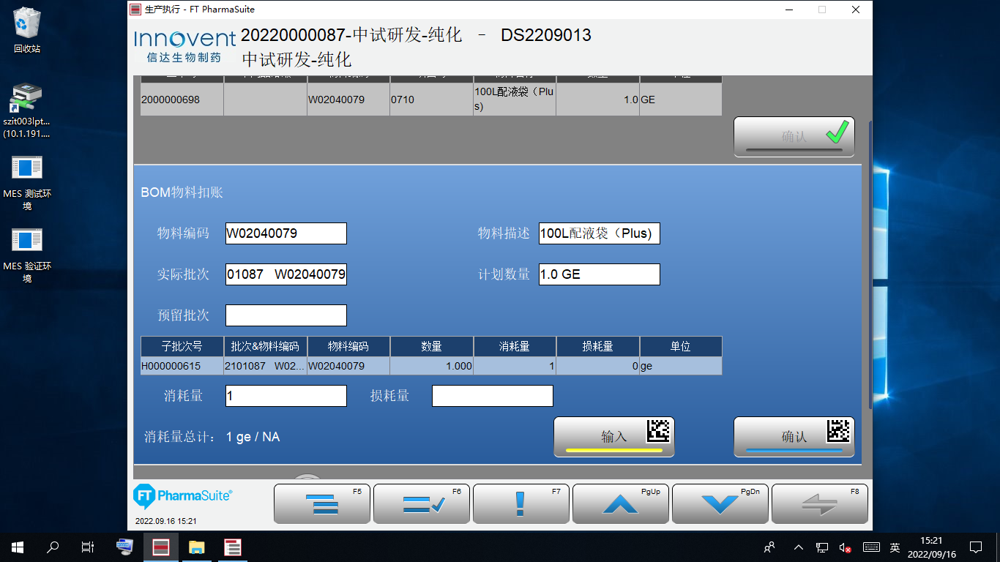 生产执行 - FT PharmaSuite
回收站
szit003lpt...
(10.1.191....
MES 测试环
境
MES 验证环
境
Innovent
信达生物制药
20220000087-中试研发-纯化 - DS2209013
中试研发-纯化
2000000698 W02040079 0710 100L配液袋（Plu
s) 1.0 GE
确认
BOM物料扣账
物料编码 W02040079 物料描述 100L配液袋（Plus)
实际批次 01087 W02040079 计划数量 1.0 GE
预留批次
子批次号 批次&物料编码 物料编码 数量 消耗量 损耗量 单位
H000000615 2101087 W02... W02040079 1.000 1 0 ge
消耗量 1 损耗量
消耗量总计: 1 ge / NA 输入 确认
FT PharmaSuite®
2022.09.16 15:21
F5 F6 F7 PgUp PgDn F8
英
15:21
2022/09/16